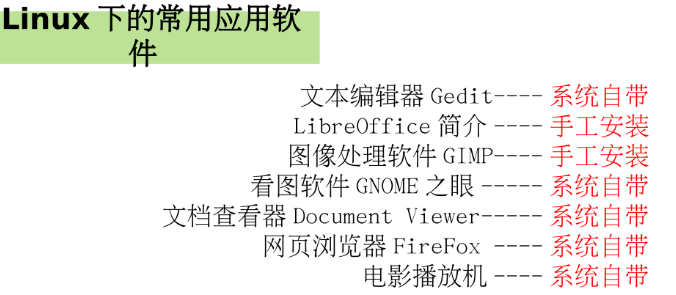 Linux 下的常用应用软
件
文本编辑器 Gedit---- 系统自带
LibreOffice 简介 ---- 手工安装
图像处理软件 GIMP---- 手工安装
看图软件 GNOME 之眼 ----- 系统自带
文档查看器 Document Viewer----- 系统自带
网页浏览器 FireFox ---- 系统自带
电影播放机 ---- 系统自带